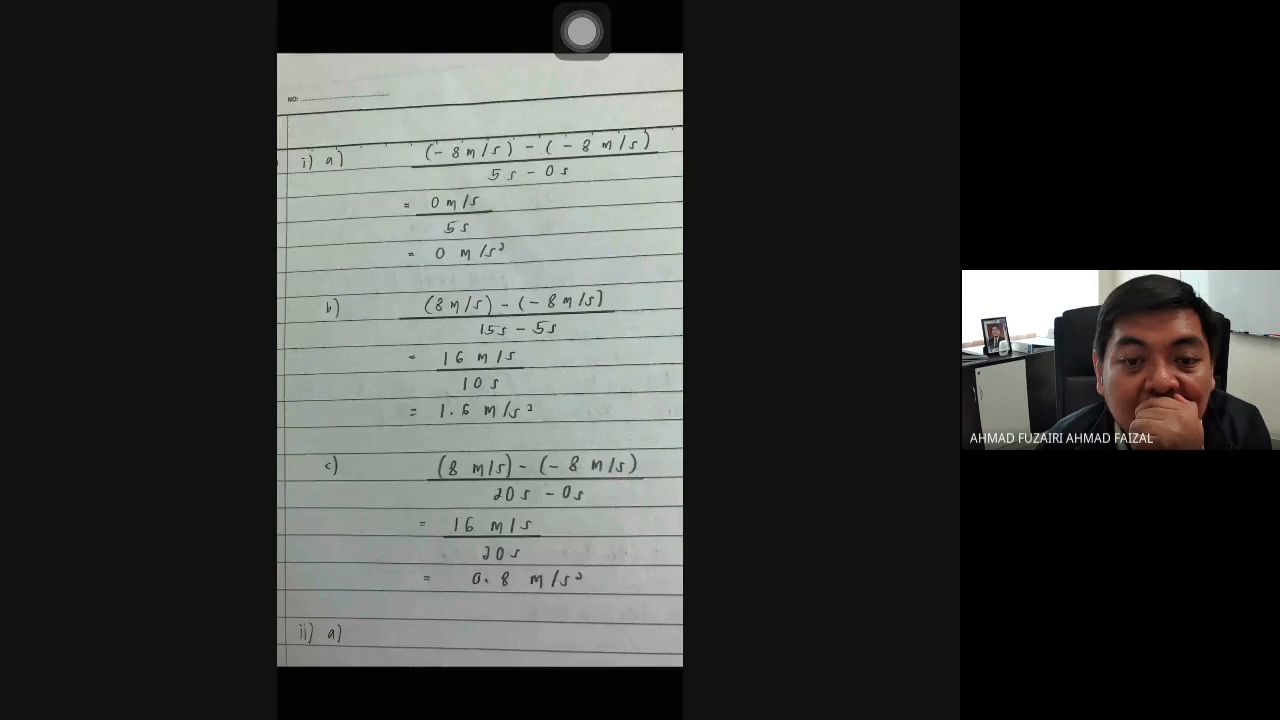 NO:
i) a) (-8 m/s) - (-8 m/s)
5s - 0s
= 0 m/s
5s
= 0 m/s²
b) (8 m/s) - (-8 m/s)
15s - 5s
= 16 m/s
10s
= 1.6 m/s²
c) (8 m/s) - (-8 m/s)
20s - 0s
= 16 m/s
20s
= 0.8 m/s²
ii) a)
AHMAD FUZAIRI AHMAD FAIZAL